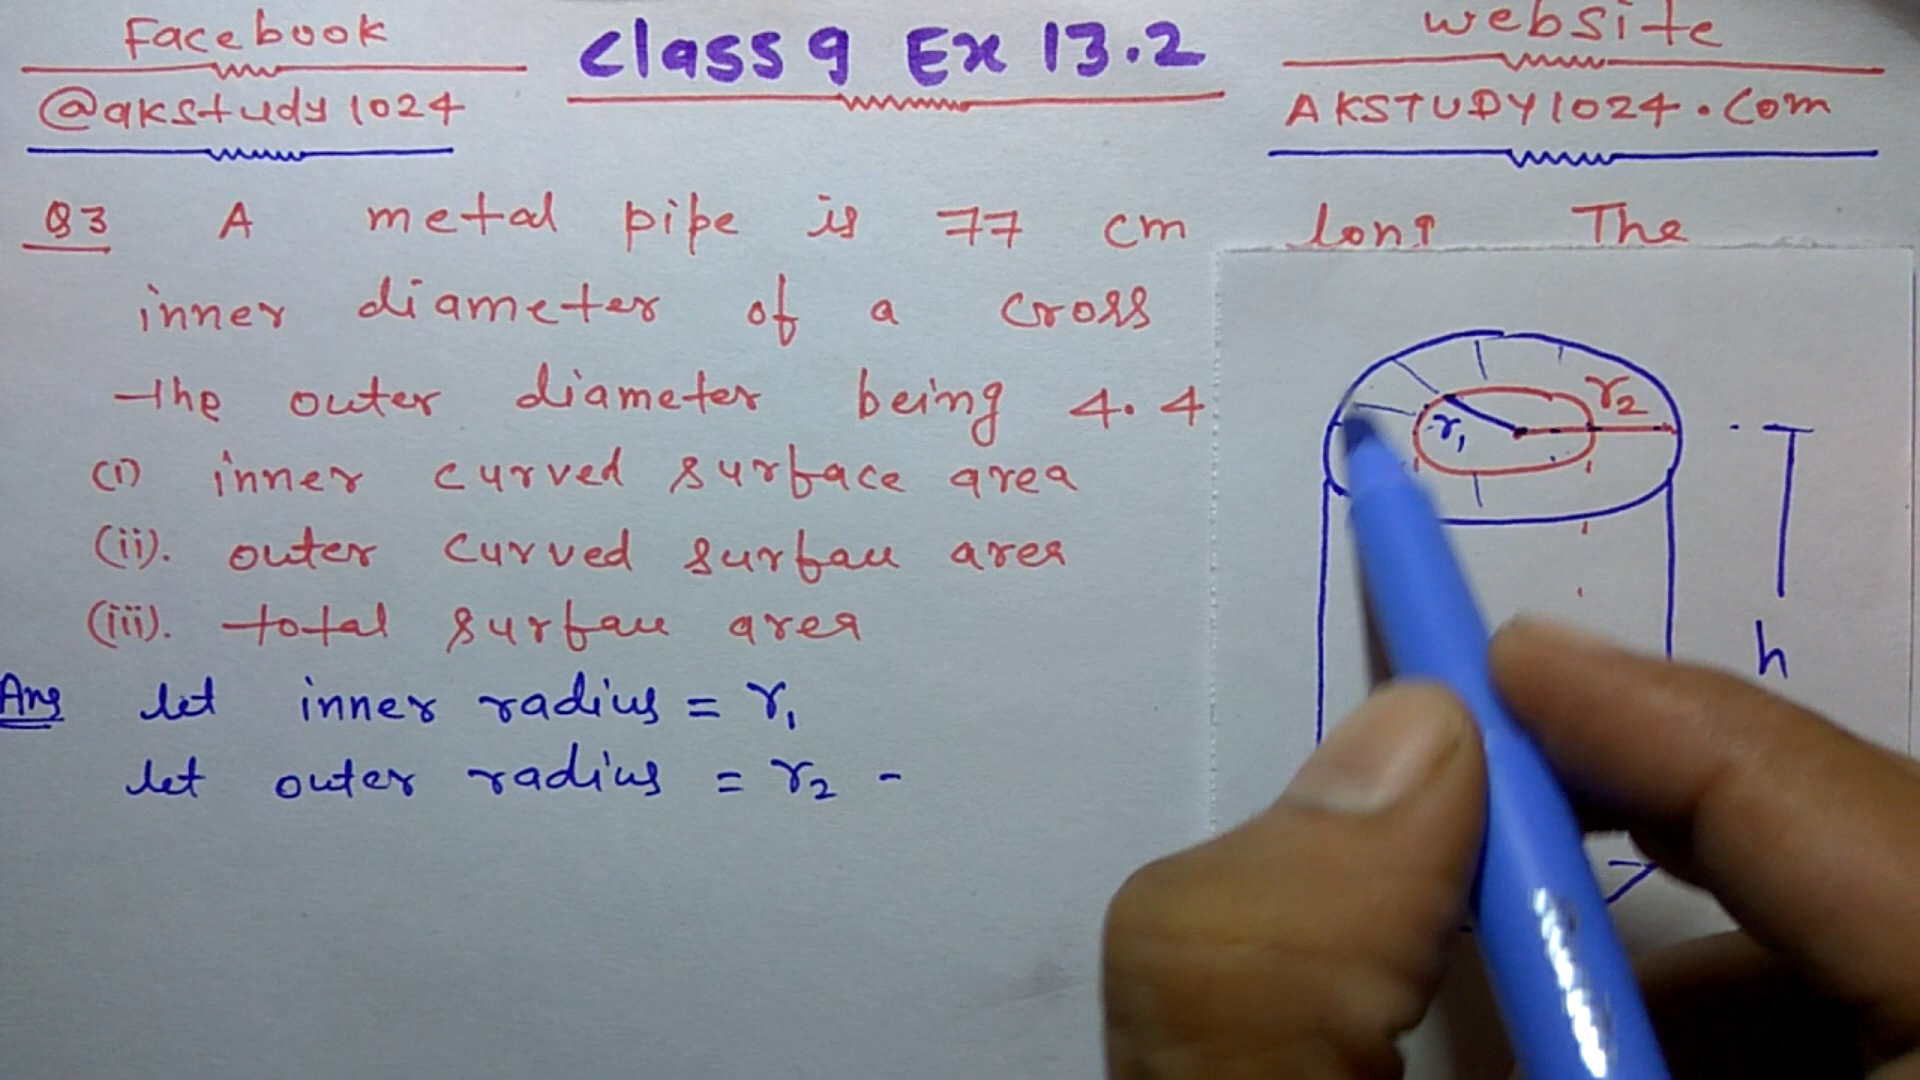 Facebook
@akstudy1024
Class 9 Ex 13.2
website
AKSTUDY1024.Com
Q3 A metal pipe is 77 cm long The
inner diameter of a cross
the outer diameter being 4.4
(i) inner curved surface area
(ii). outer curved surface area
(iii). total surface area
Ans let inner radius = r₁
let outer radius = r₂ -
r₂
r₁
h